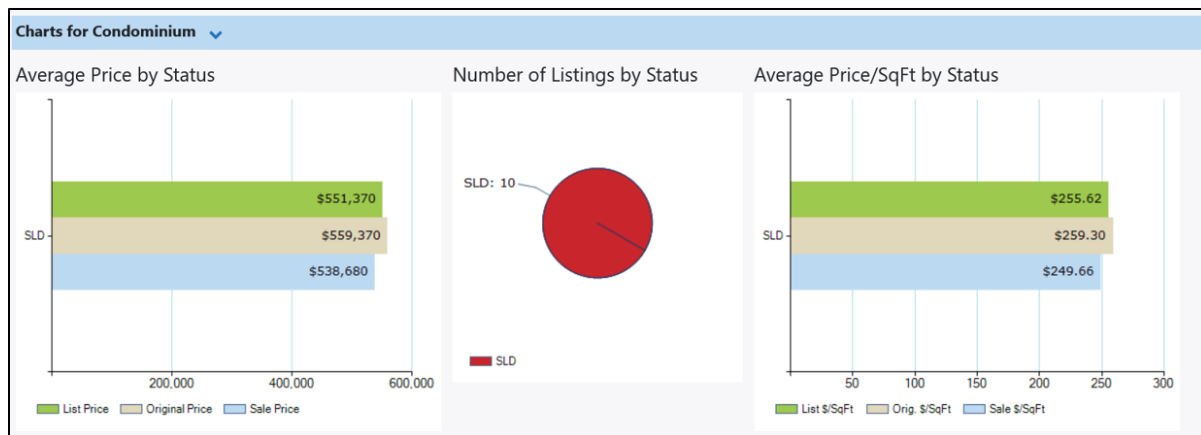 Charts for Condominium
Average Price by Status
$551,370
SLD
$559,370
$538,680
200,000 400,000 600,000
List Price Original Price Sale Price
Number of Listings by Status
SLD: 10
SLD
Average Price/SqFt by Status
$255.62
SLD
$259.30
$249.66
50 100 150 200 250 300
List $/SqFt Orig. $/SqFt Sale $/SqFt